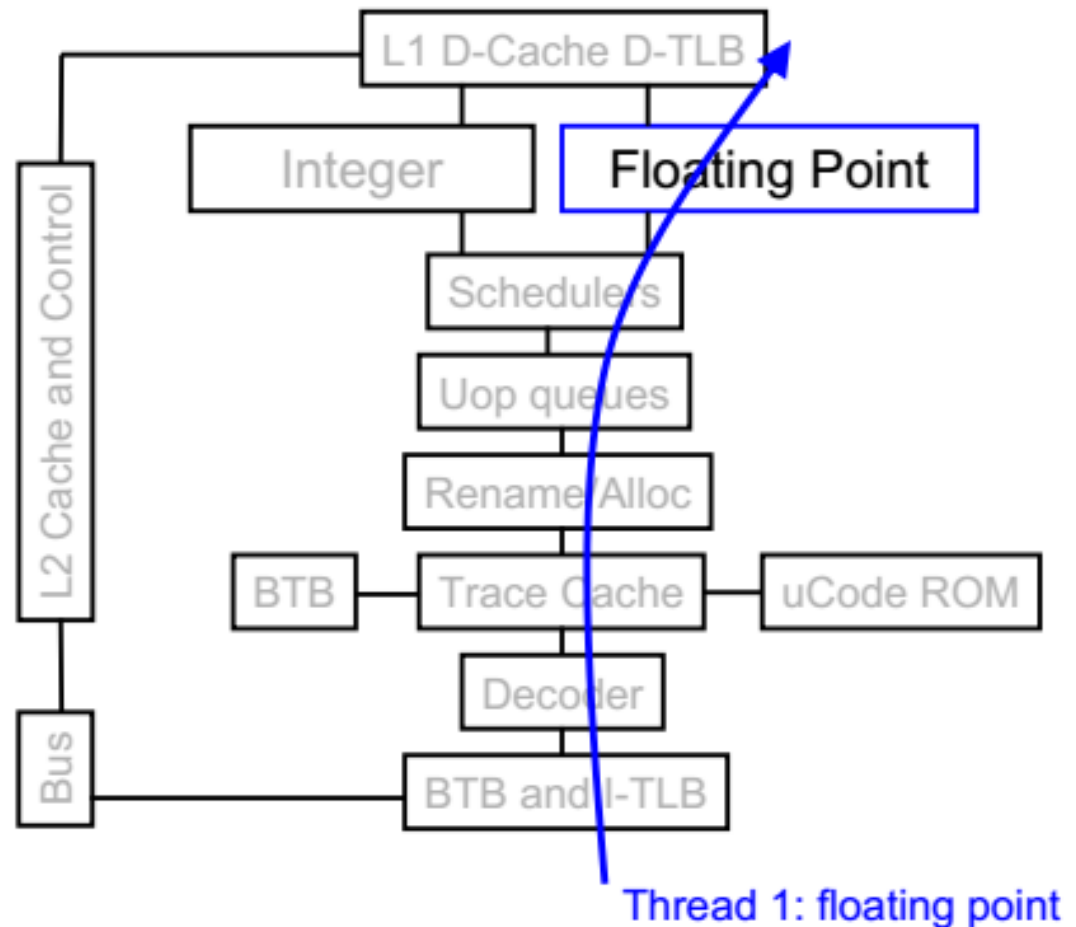 L1 D-Cache D-TLB
Integer
Floating Point
L2 Cache and Control
Schedulers
Uop queues
Rename/Alloc
BTB
Trace Cache
uCode ROM
Decoder
Bus
BTB and I-TLB
Thread 1: floating point